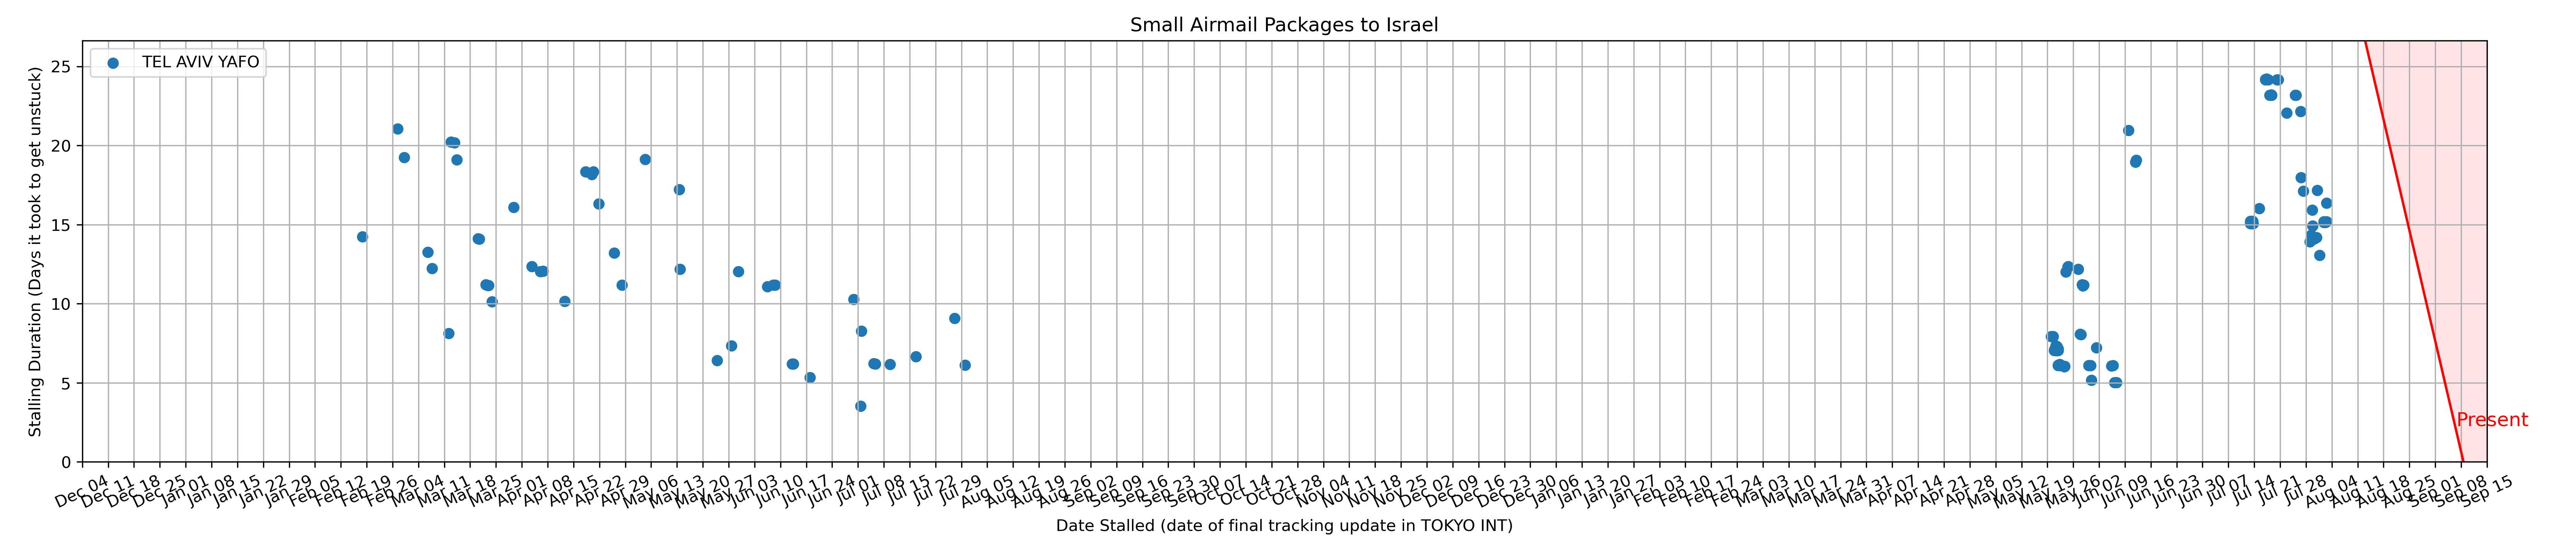 Small Airmail Packages to Israel
TEL AVIV YAFO
Stalling Duration (Days it took to get unstuck)
25
20
15
10
5
0
Present
Dec 04
Dec 11
Dec 18
Dec 25
Jan 01
Jan 08
Jan 15
Jan 22
Jan 29
Feb 05
Feb 12
Feb 19
Feb 26
Mar 04
Mar 11
Mar 18
Mar 25
Apr 01
Apr 08
Apr 15
Apr 22
Apr 29
May 06
May 13
May 20
May 27
Jun 03
Jun 10
Jun 17
Jun 24
Jul 01
Jul 08
Jul 15
Jul 22
Jul 29
Aug 05
Aug 12
Aug 19
Aug 26
Sep 02
Sep 09
Sep 16
Sep 23
Sep 30
Oct 07
Oct 14
Oct 21
Oct 28
Nov 04
Nov 11
Nov 18
Nov 25
Dec 02
Dec 09
Dec 16
Dec 23
Dec 30
Jan 06
Jan 13
Jan 20
Jan 27
Feb 03
Feb 10
Feb 17
Feb 24
Mar 03
Mar 10
Mar 17
Mar 24
Mar 31
Apr 07
Apr 14
Apr 21
Apr 28
May 05
May 12
May 19
May 26
Jun 02
Jun 09
Jun 16
Jun 23
Jun 30
Jul 07
Jul 14
Jul 21
Jul 28
Aug 04
Aug 11
Aug 18
Aug 25
Sep 01
Sep 08
Sep 15
Date Stalled (date of final tracking update in TOKYO INT)